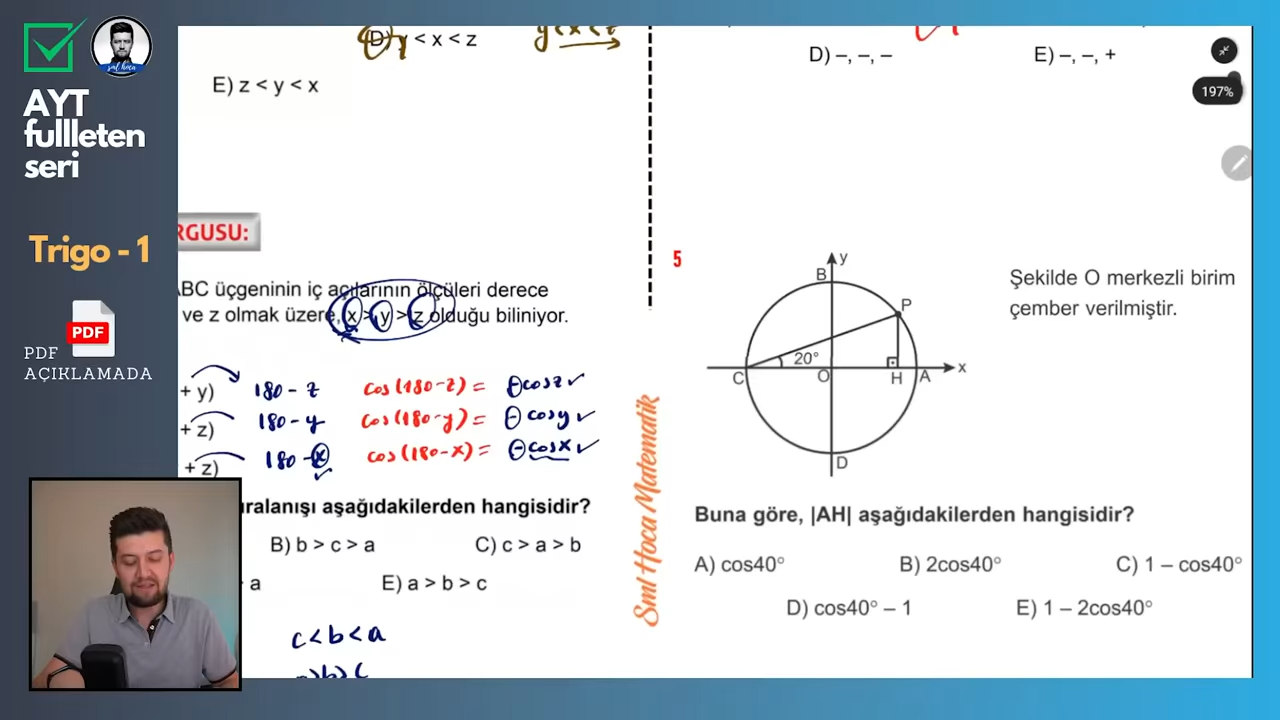 AYT
fullleten
seri
Trigo - 1
PDF
PDF
AÇIKLAMADA
sml hoca
D) y < x < z
y < x < z
E) z < y < x
RGUSU:
ABC üçgeninin iç açılarının ölçüleri derece
ve z olmak üzere, x > y > z olduğu biliniyor.
+ y) 180 - z cos(180-z) = -cosz ✓
+ z) 180 - y cos(180-y) = - cosy ✓
+ z) 180 - x cos(180-x) = -cosx ✓
uralanışı aşağıdakilerden hangisidir?
B) b > c > a
C) c > a > b
a
E) a > b > c
c < b < a
a > b > c
Sml Hoca Matematik
D) –, –, –
E) –, –, +
197%
5
y
B
P
20°
C
O
H
A
x
D
Şekilde O merkezli birim
çember verilmiştir.
Buna göre, |AH| aşağıdakilerden hangisidir?
A) cos40°
B) 2cos40°
C) 1 – cos40°
D) cos40° – 1
E) 1 – 2cos40°